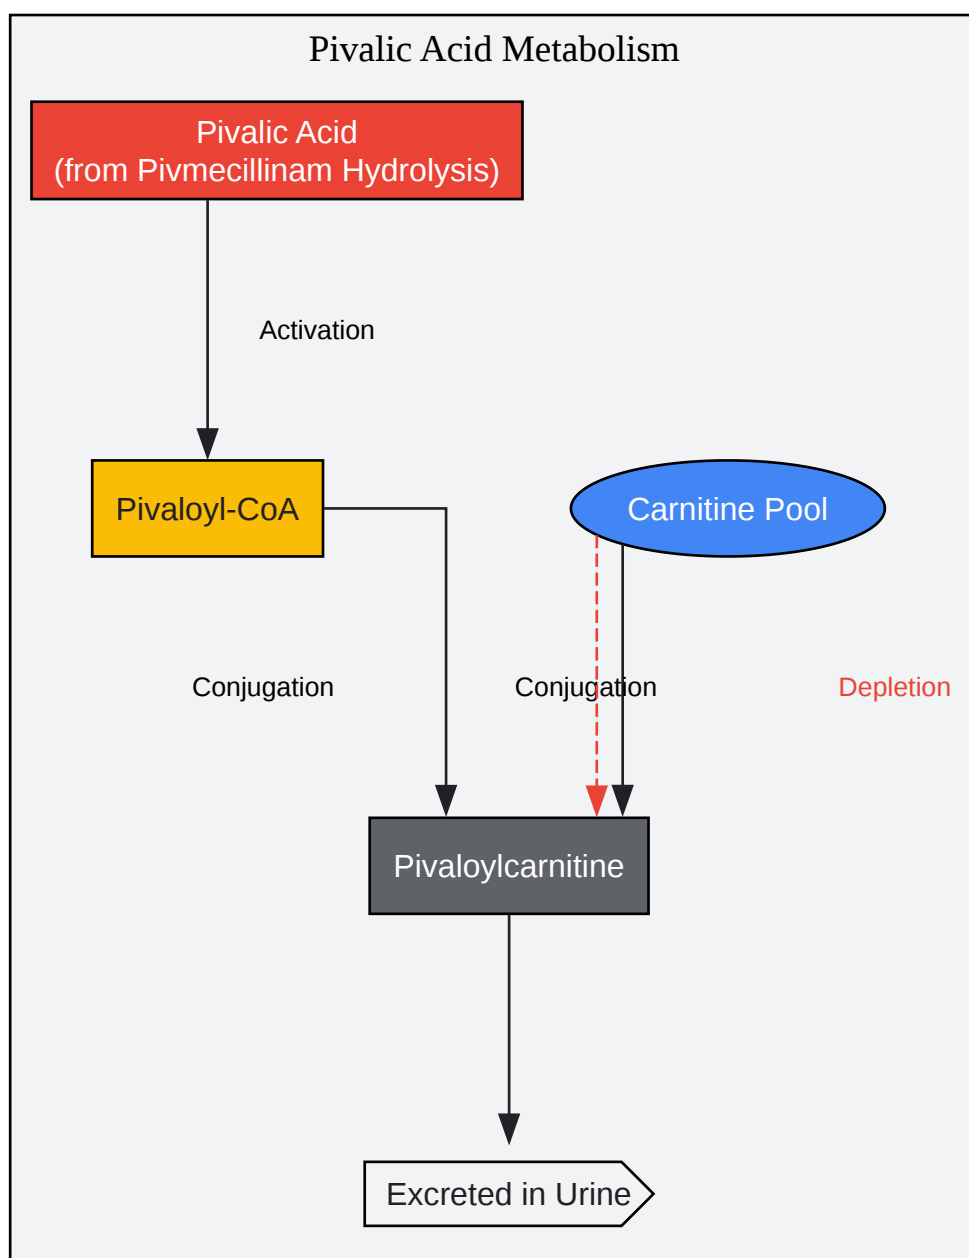 Pivalic Acid Metabolism
Pivalic Acid
(from Pivmecillinam Hydrolysis)
Activation
Pivaloyl-CoA
Carnitine Pool
Conjugation
Conjugation
Depletion
Pivaloylcarnitine
Excreted in Urine